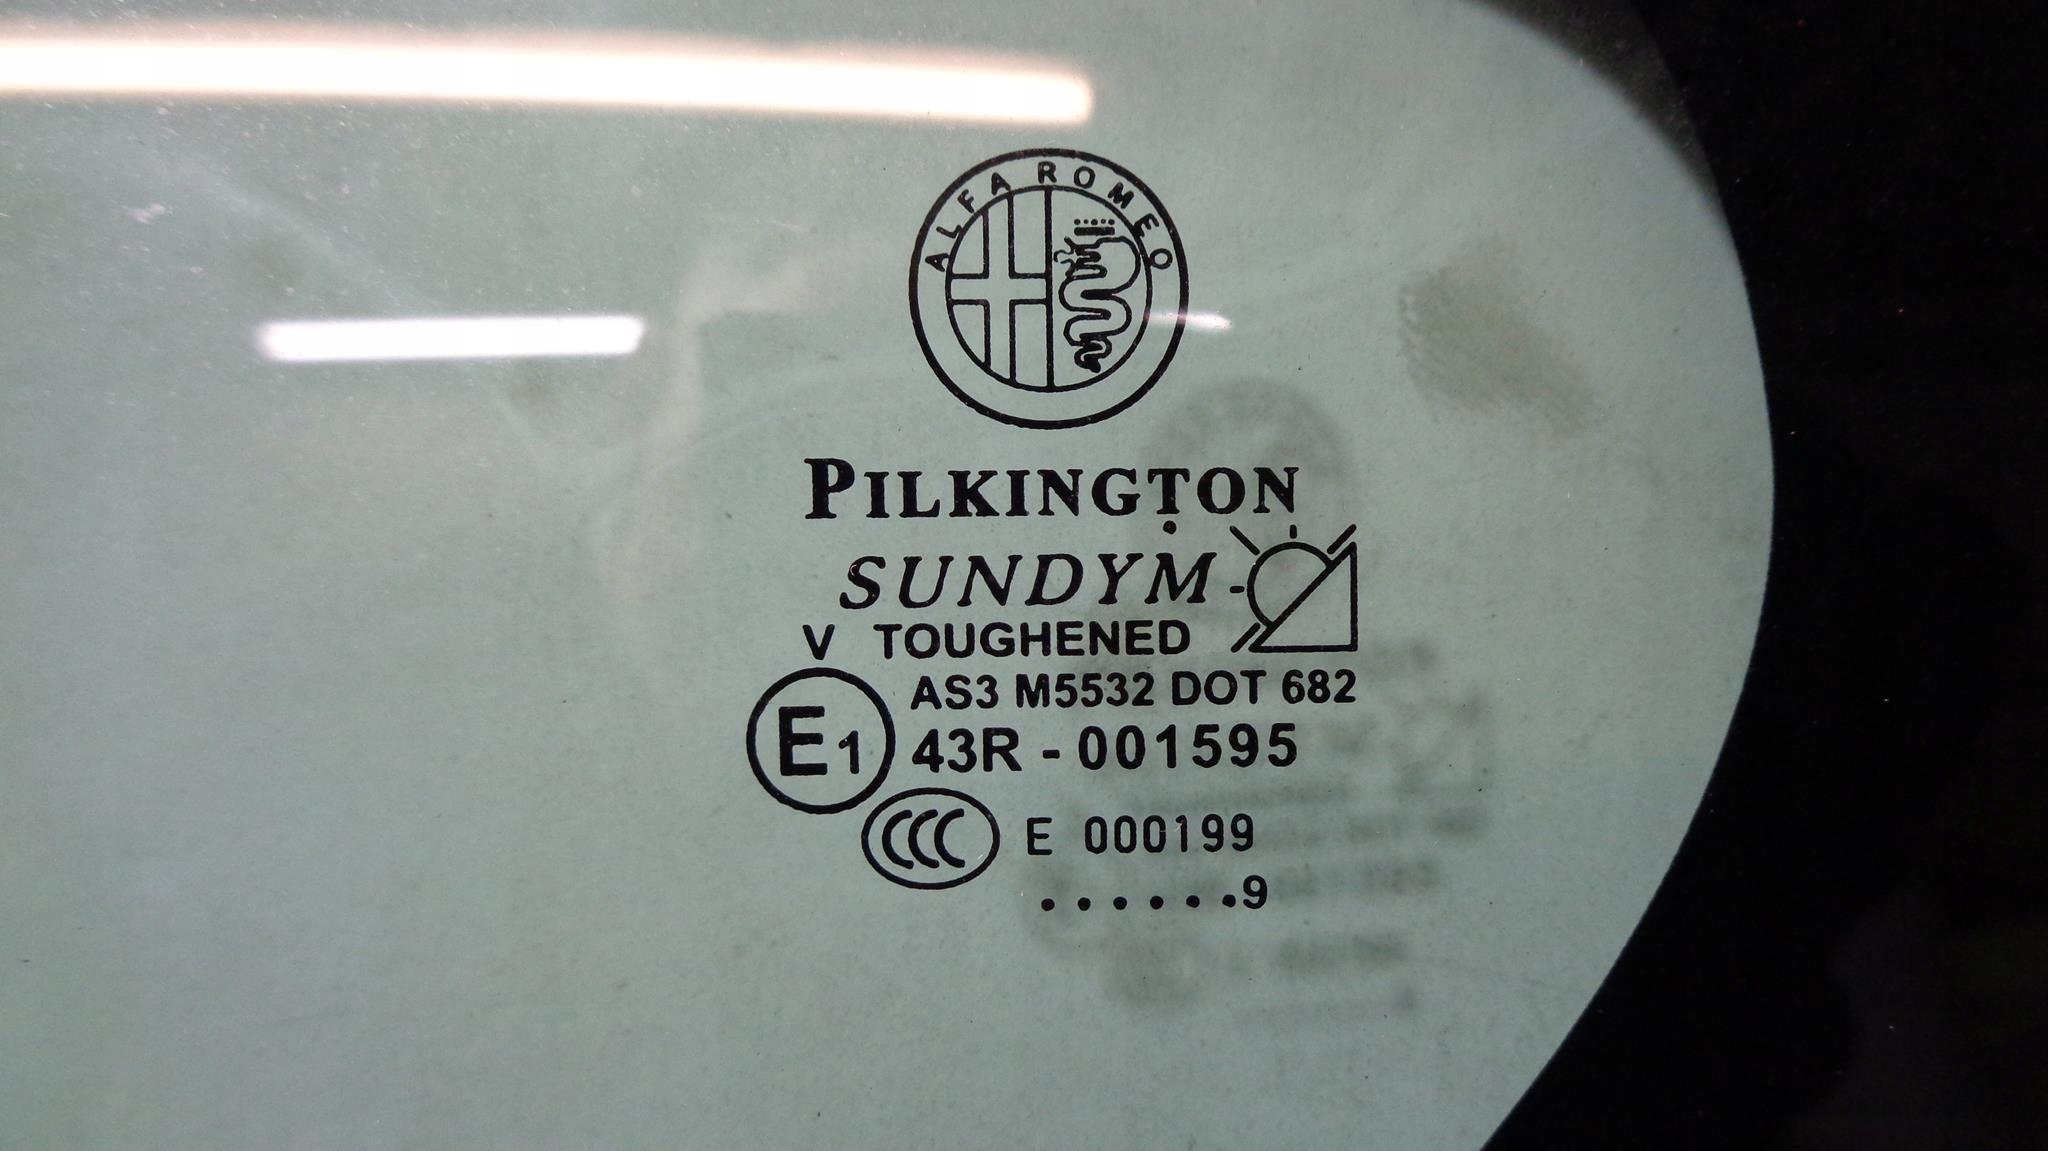 ALFA ROMEO
PILKINGTON
SUNDYM
V TOUGHENED
AS3 M5532 DOT 682
E1 43R - 001595
CCC E 000199
......9